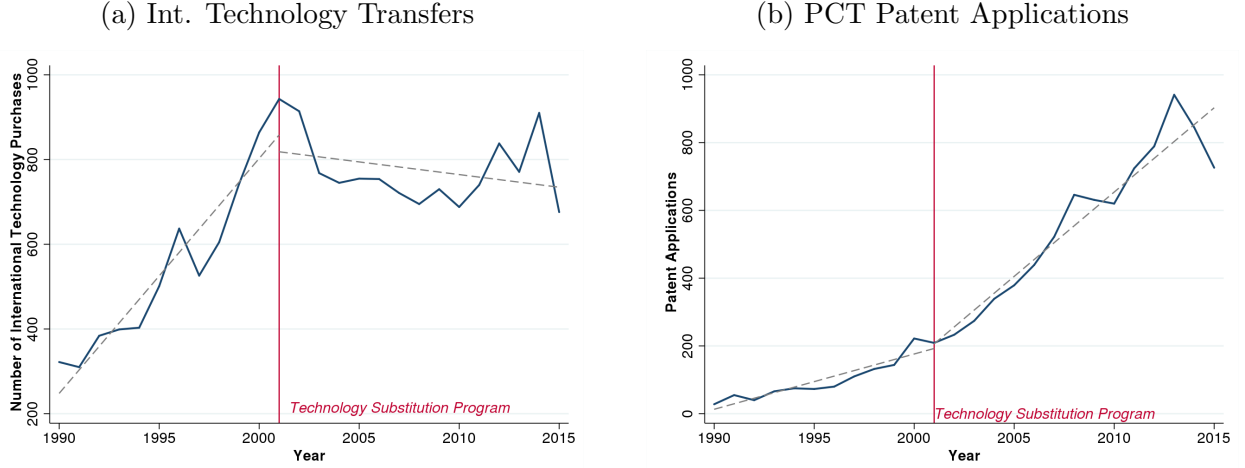 (a) Int. Technology Transfers
Number of International Technology Purchases
1000
800
600
400
200
Technology Substitution Program
1990 1995 2000 2005 2010 2015
Year
(b) PCT Patent Applications
Patent Applications
1000
800
600
400
200
0
Technology Substitution Program
1990 1995 2000 2005 2010 2015
Year